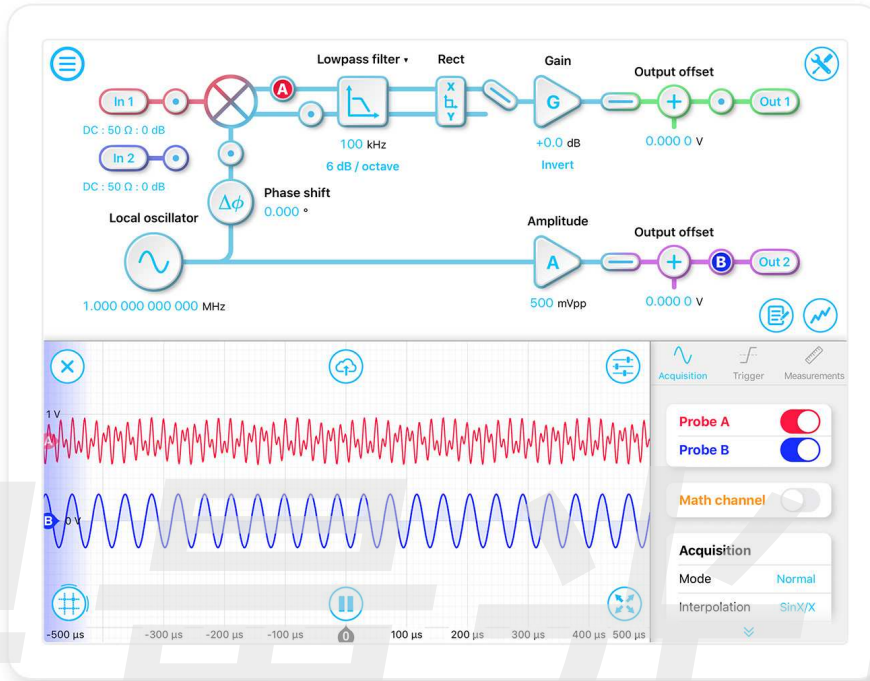 Lowpass filter ▾
Rect
Gain
Output offset
In 1
A
X
Y
G
+
Out 1
DC : 50 Ω : 0 dB
100 kHz
+0.0 dB
0.000 0 V
In 2
6 dB / octave
Invert
DC : 50 Ω : 0 dB
Δϕ
Phase shift
0.000 °
Local oscillator
Amplitude
Output offset
A
+
B
Out 2
1.000 000 000 000 MHz
500 mVpp
0.000 0 V
Acquisition
Trigger
Measurements
1 V
A
Probe A
Probe B
Math channel
B
0 V
Acquisition
Mode
Normal
Interpolation
SinX/X
-500 µs
-300 µs
-200 µs
-100 µs
0
100 µs
200 µs
300 µs
400 µs
500 µs